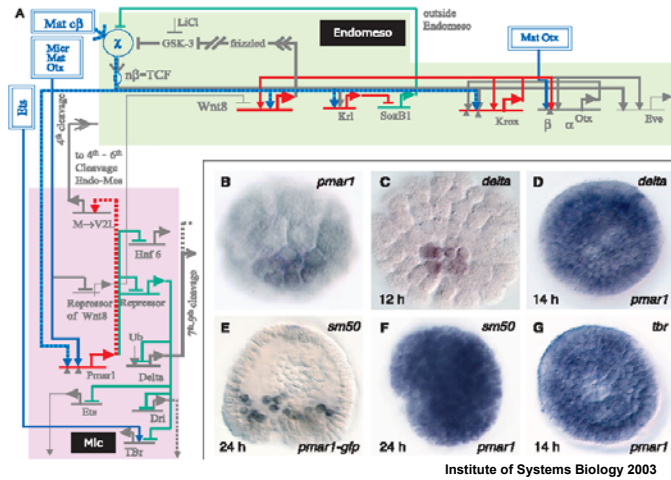 A
Mat cβ
LiCl
χ
GSK-3
frizzled
Endomeso
outside
Endomeso
Micr
Mat
Otx
nβ=TCF
Mat Otx
Ets
Wnt8
Krl
SoxB1
Krox
β
α
Otx
Eve
4th cleavage
to 4th - 6th
Cleavage
Endo-Mes
M→V2L
Hnf 6
Repressor
of Wnt8
Repressor
7th,9th cleavage
Ub
Pmar1
Delta
Ets
Dri
Mic
TBr
B
pmar1
C
delta
12 h
D
delta
14 h
pmar1
E
sm50
24 h
pmar1-gfp
F
sm50
24 h
pmar1
G
tbr
14 h
pmar1
Institute of Systems Biology 2003